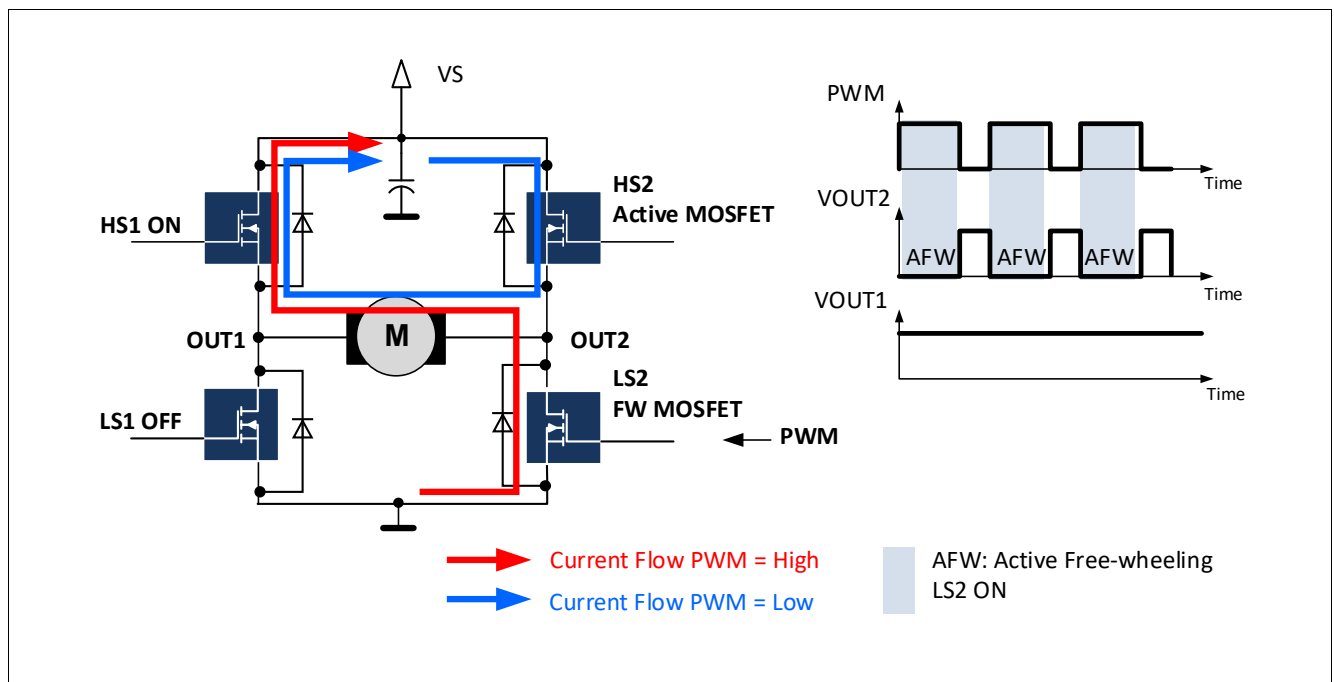 VS
HS1 ON
HS2
Active MOSFET
OUT1
M
OUT2
LS1 OFF
LS2
FW MOSFET
PWM
PWM
Time
VOUT2
AFW
AFW
AFW
Time
VOUT1
Time
Current Flow PWM = High
Current Flow PWM = Low
AFW: Active Free-wheeling
LS2 ON